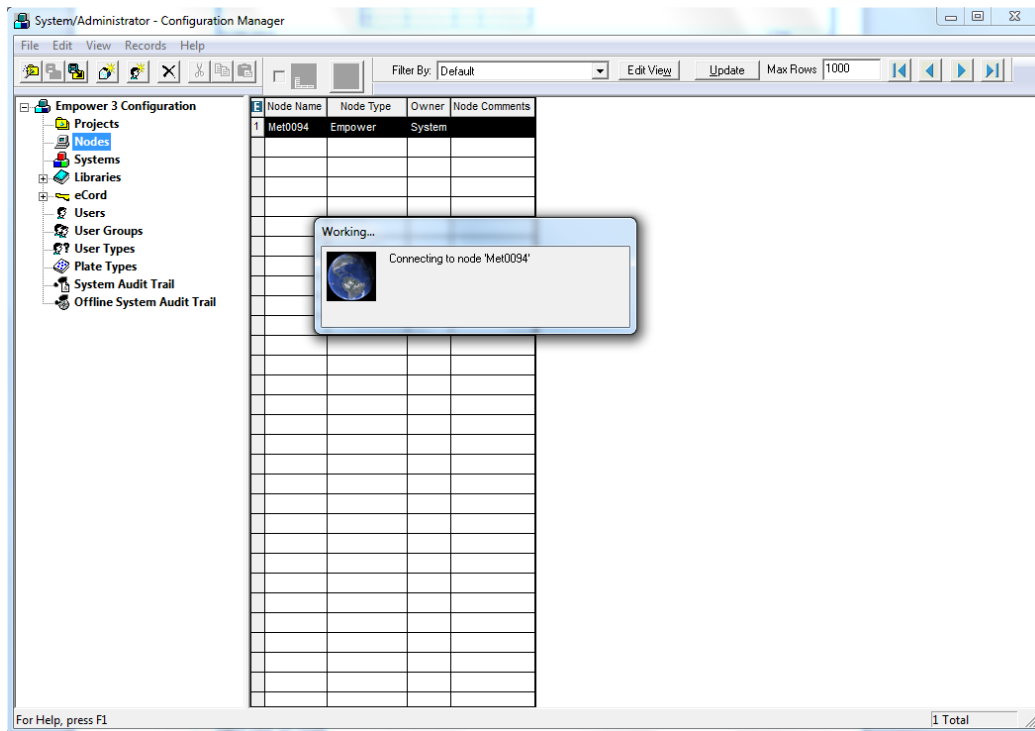 System/Administrator - Configuration Manager
File Edit View Records Help
Filter By: Default Edit View Update Max Rows 1000
Empower 3 Configuration
Projects
Nodes
Systems
Libraries
eCord
Users
User Groups
User Types
Plate Types
System Audit Trail
Offline System Audit Trail
E Node Name Node Type Owner Node Comments
1 Met0094 Empower System
Working...
Connecting to node 'Met0094'
For Help, press F1
1 Total